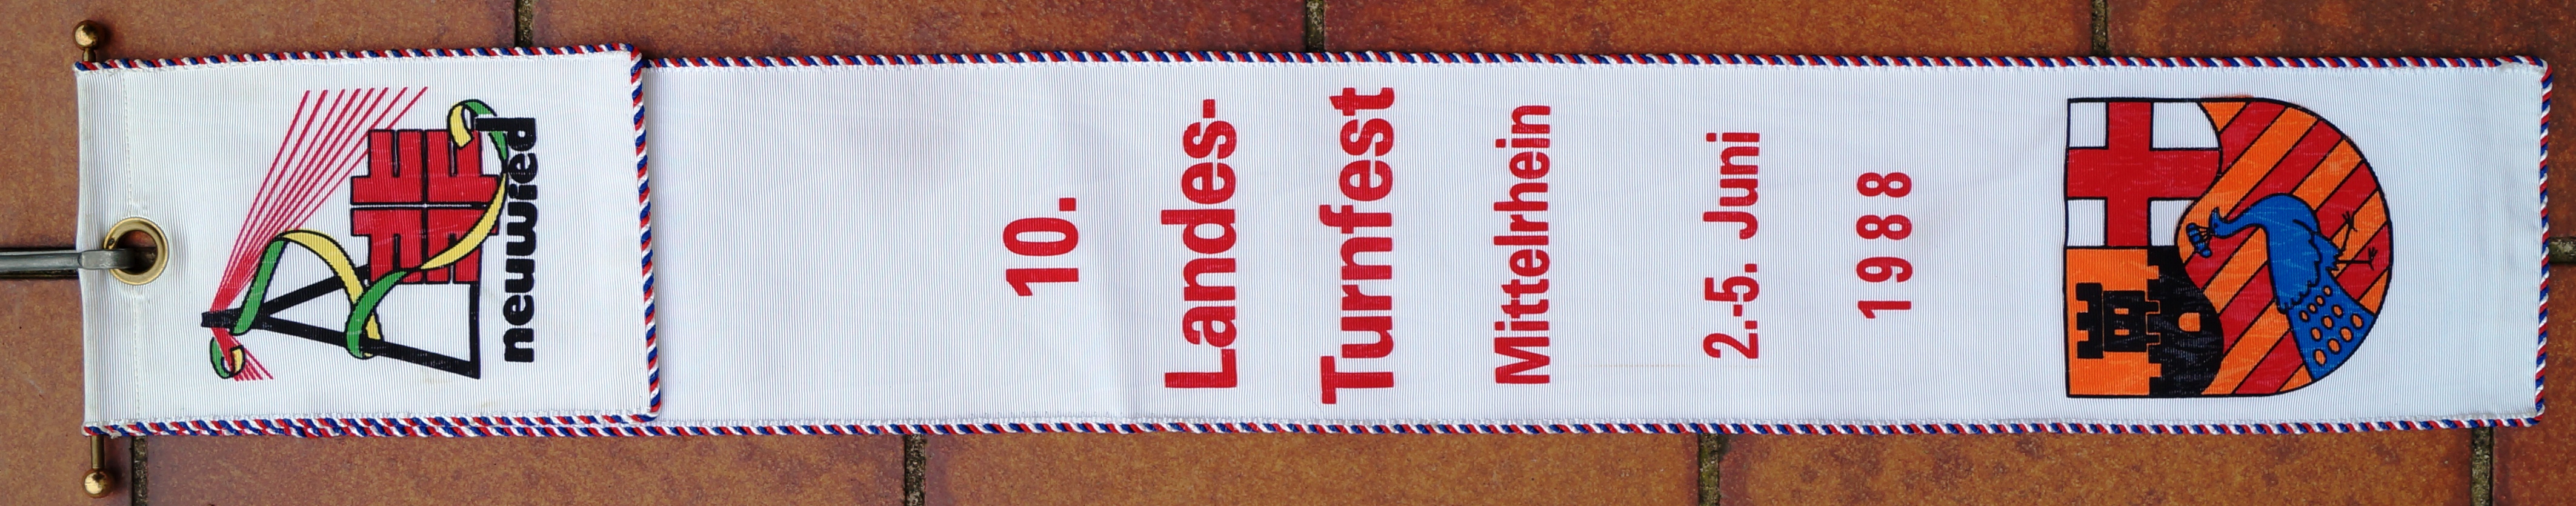 neuwied
10.
Landes-
Turnfest
Mittelrhein
2.-5. Juni
1988